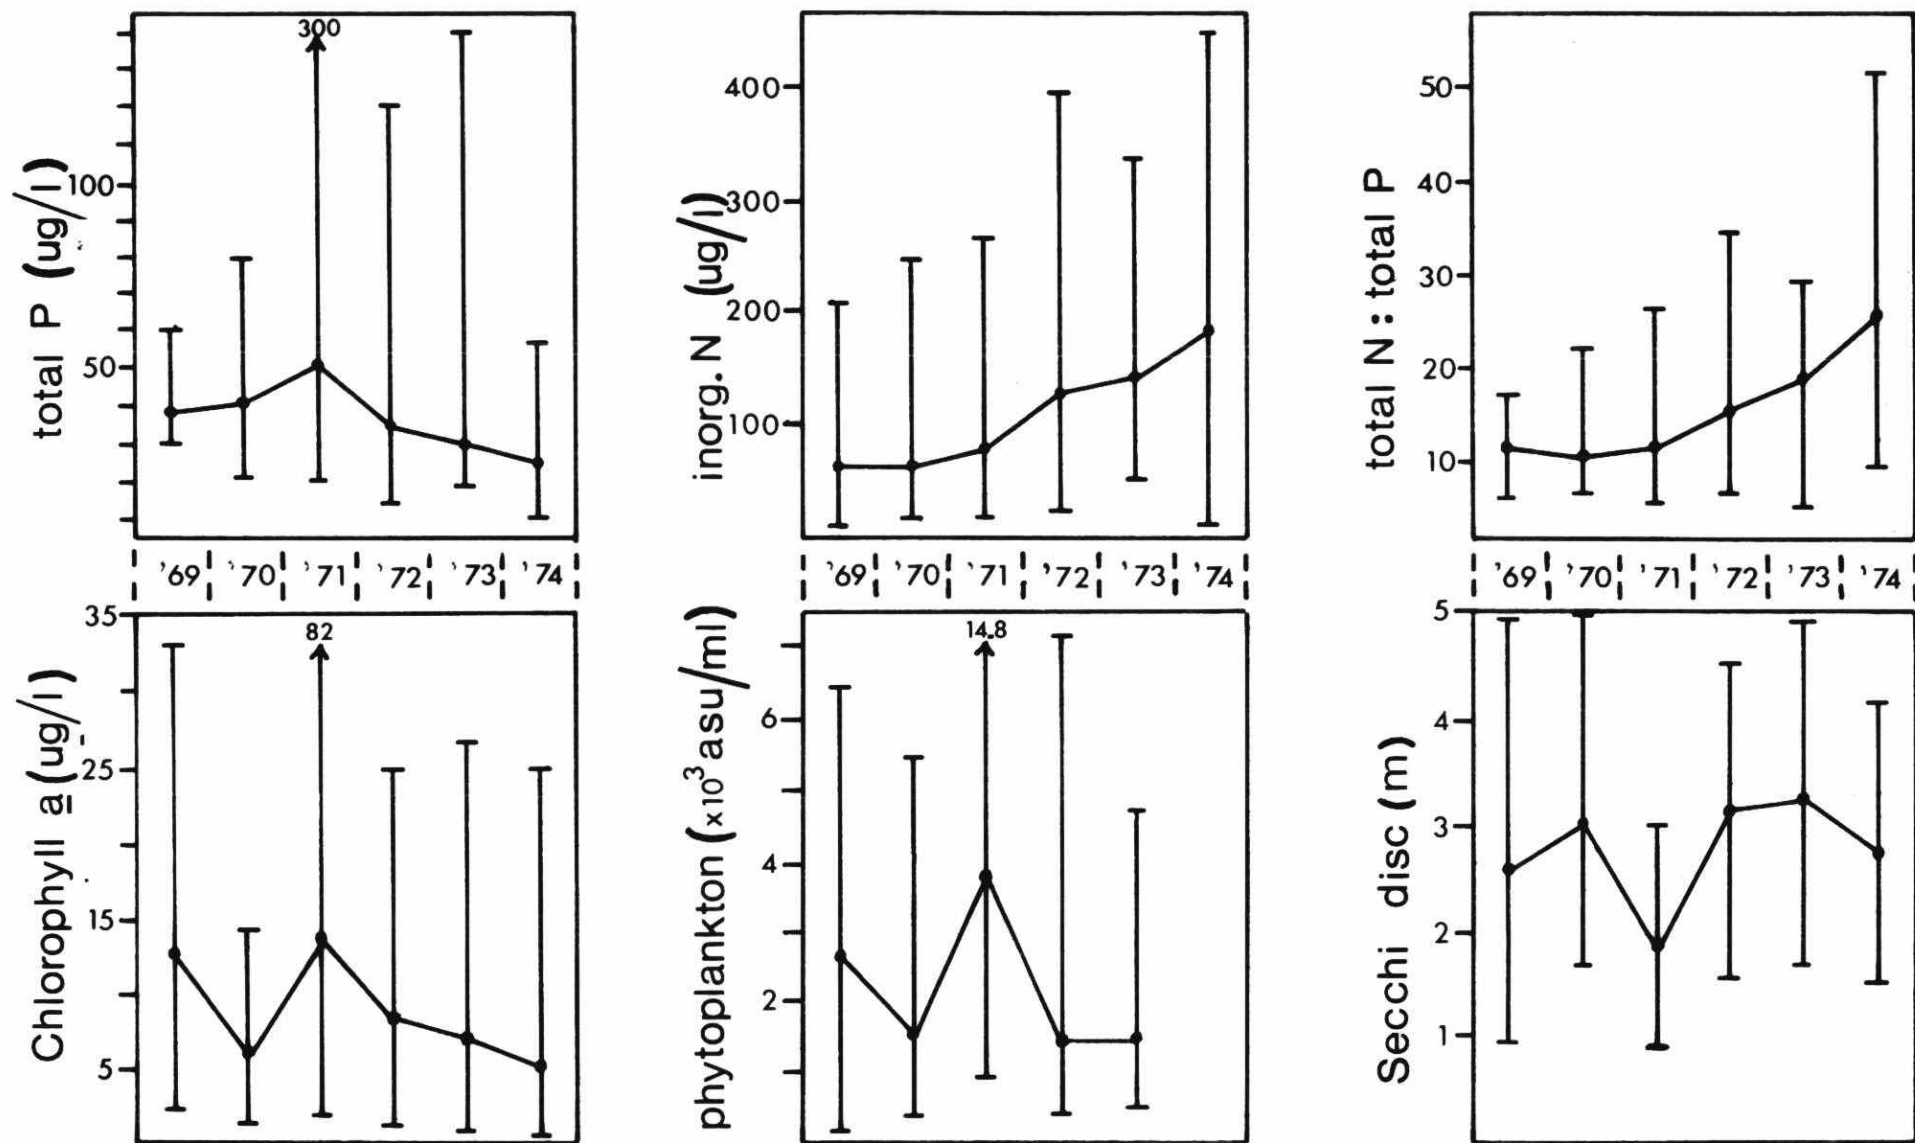 total P (ug/l)
300
100
50
inorg. N (ug/l)
400
300
200
100
total N : total P
50
40
30
20
10
'69 '70 '71 '72 '73 '74
'69 '70 '71 '72 '73 '74
'69 '70 '71 '72 '73 '74
Chlorophyll a (ug/l)
35
25
15
5
82
phytoplankton (x10³ asu/ml)
6
4
2
14.8
Secchi disc (m)
5
4
3
2
1